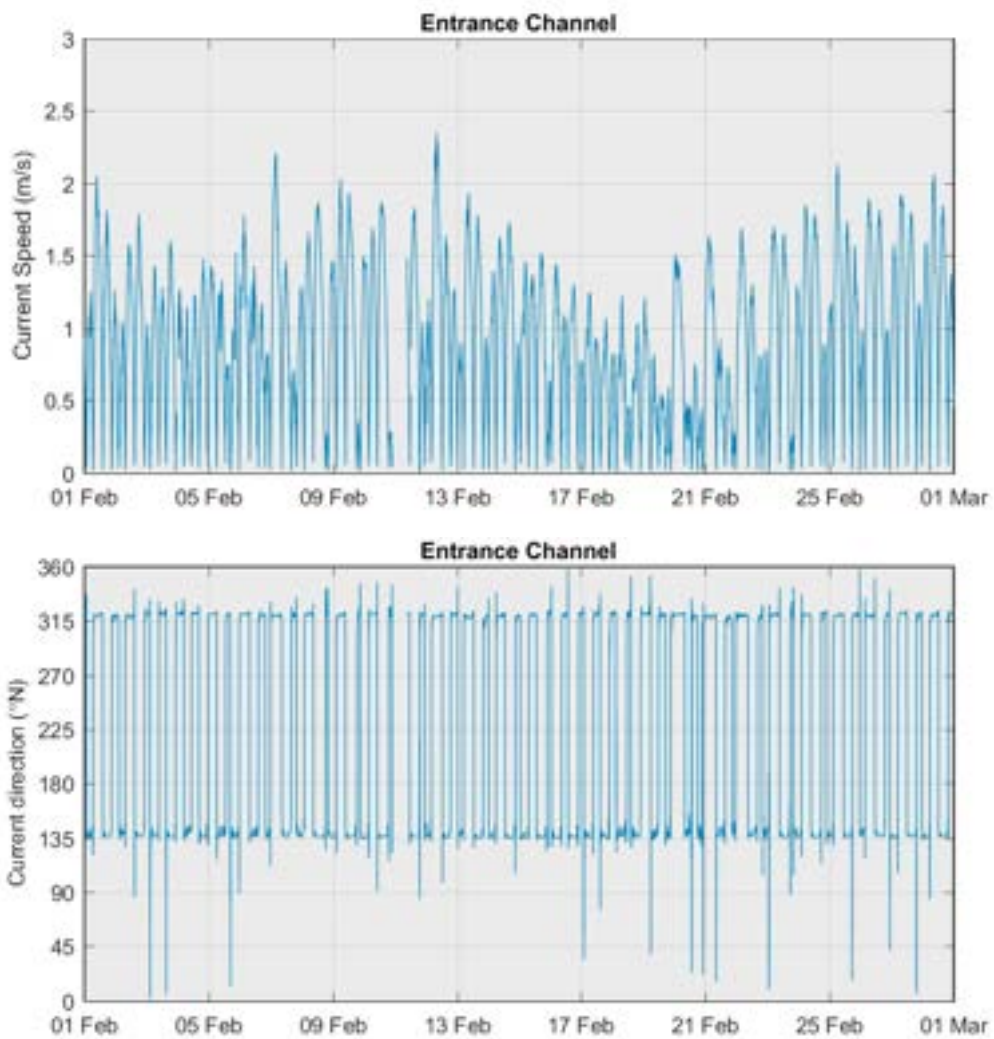 Entrance Channel
Current Speed (m/s)
3
2.5
2
1.5
1
0.5
0
01 Feb 05 Feb 09 Feb 13 Feb 17 Feb 21 Feb 25 Feb 01 Mar
Entrance Channel
Current direction (°N)
360
315
270
225
180
135
90
45
0
01 Feb 05 Feb 09 Feb 13 Feb 17 Feb 21 Feb 25 Feb 01 Mar